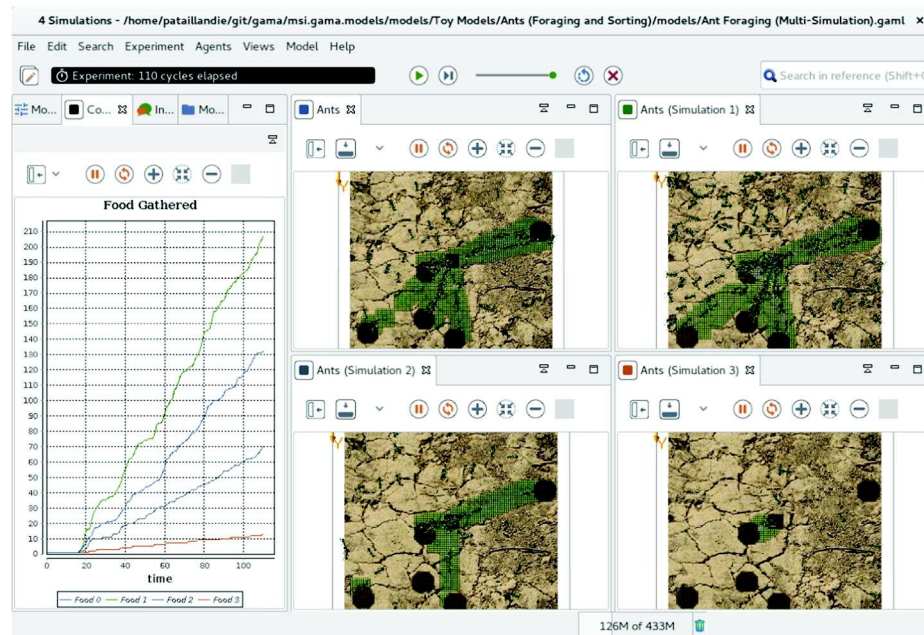 4 Simulations - /home/pataillandie/git/gama/msi.gama.models/models/Toy Models/Ants (Foraging and Sorting)/models/Ant Foraging (Multi-Simulation).gaml
File Edit Search Experiment Agents Views Model Help
Experiment: 110 cycles elapsed
Search in reference (Shift+
Mo... Co... In... Mo...
Ants
Ants (Simulation 1)
Food Gathered
210
200
190
180
170
160
150
140
130
120
110
100
90
80
70
60
50
40
30
20
10
0
0 20 40 60 80 100
time
Food 0 Food 1 Food 2 Food 3
Y
Y
Ants (Simulation 2)
Ants (Simulation 3)
Y
Y
126M of 433M